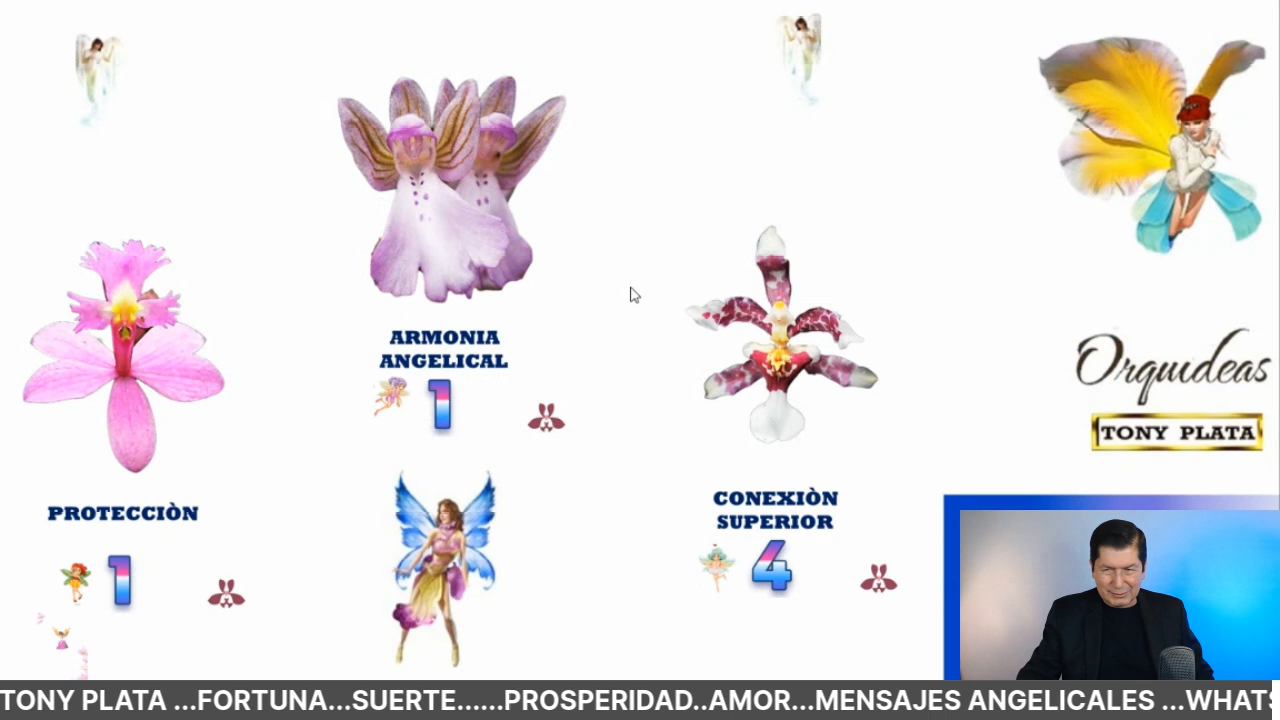 ARMONIA
ANGELICAL
1
PROTECCIÒN
1
CONEXIÒN
SUPERIOR
4
Orquideas
TONY PLATA
TONY PLATA ...FORTUNA...SUERTE......PROSPERIDAD..AMOR...MENSAJES ANGELICALES ...WHATS